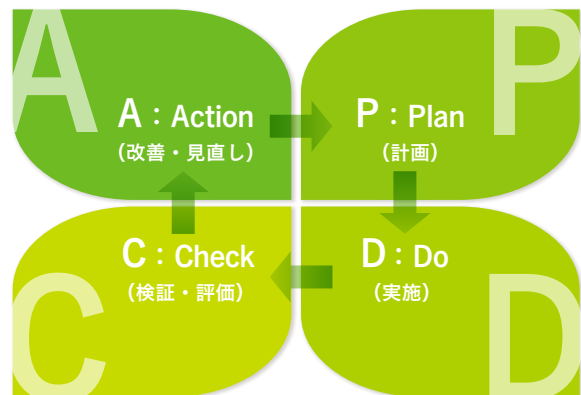 A
A：Action
（改善・見直し）
P
P：Plan
（計画）
C
C：Check
（検証・評価）
D
D：Do
（実施）